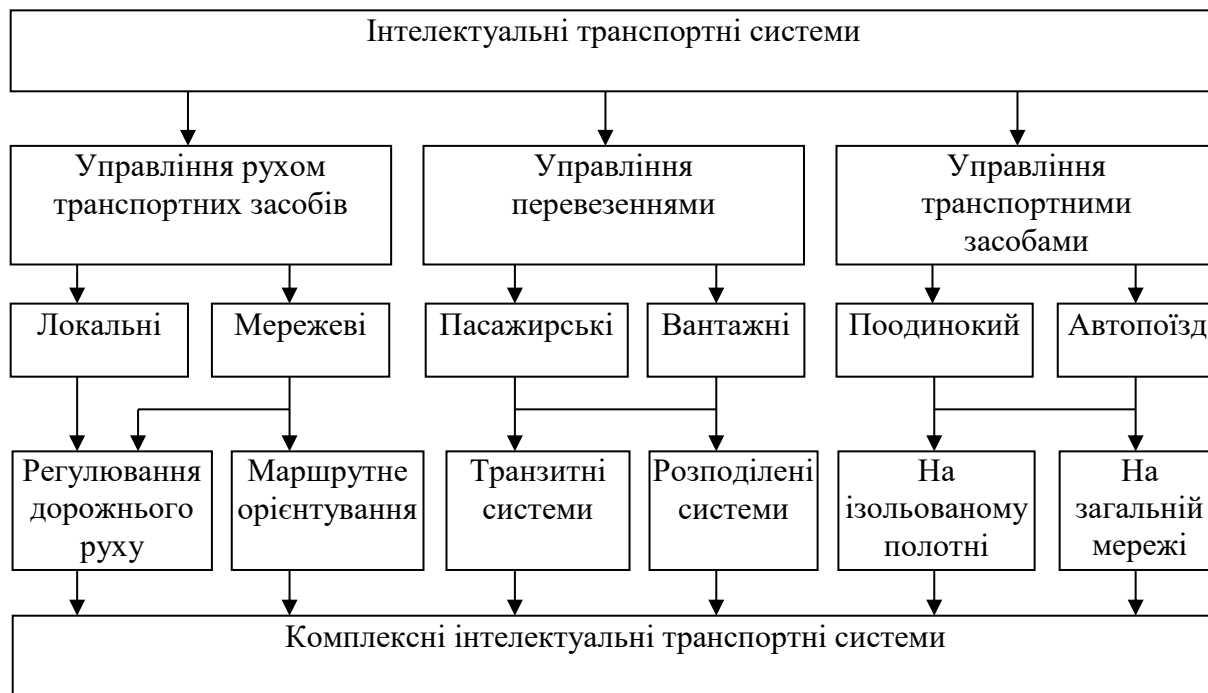 Інтелектуальні транспортні системи
Управління рухом
транспортних засобів
Управління
перевезеннями
Управління
транспортними
засобами
Локальні
Мережеві
Пасажирські
Вантажні
Поодинокий
Автопоїзд
Регулювання
дорожнього
руху
Маршрутне
орієнтування
Транзитні
системи
Розподілені
системи
На
ізольованому
полотні
На
загальній
мережі
Комплексні інтелектуальні транспортні системи